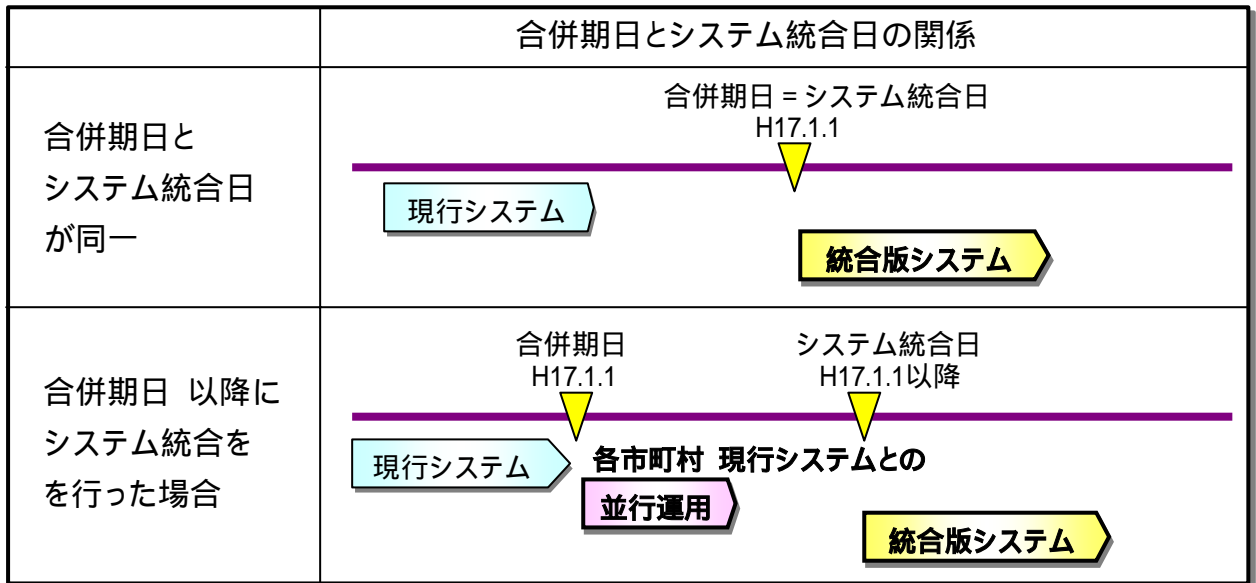 合併期日とシステム統合日の関係
合併期日と
システム統合日
が同一
合併期日 = システム統合日
H17.1.1
現行システム
統合版システム
合併期日 以降に
システム統合を
を行った場合
合併期日
H17.1.1
システム統合日
H17.1.1以降
現行システム
各市町村 現行システムとの
並行運用
統合版システム